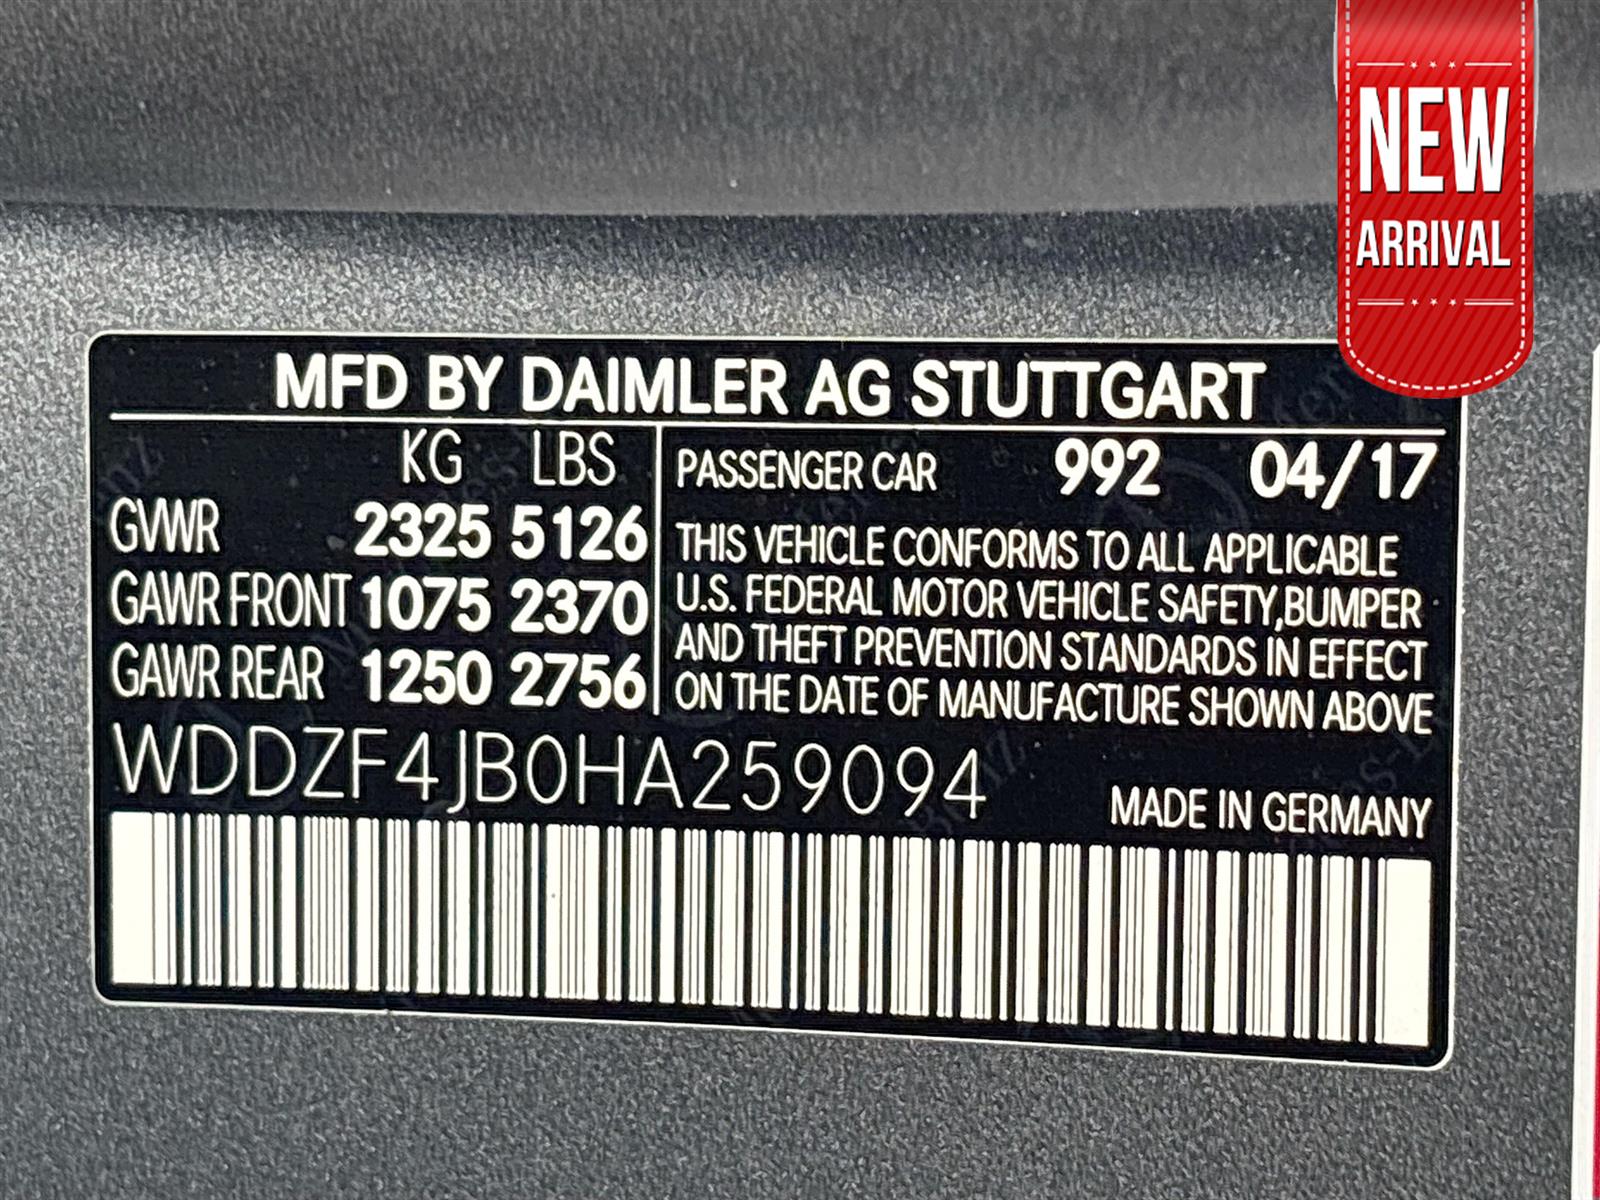 NEW
ARRIVAL
MFD BY DAIMLER AG STUTTGART
KG LBS
GVWR 2325 5126
GAWR FRONT 1075 2370
GAWR REAR 1250 2756
PASSENGER CAR 992 04/17
THIS VEHICLE CONFORMS TO ALL APPLICABLE
U.S. FEDERAL MOTOR VEHICLE SAFETY, BUMPER
AND THEFT PREVENTION STANDARDS IN EFFECT
ON THE DATE OF MANUFACTURE SHOWN ABOVE
WDDZF4JB0HA259094
MADE IN GERMANY